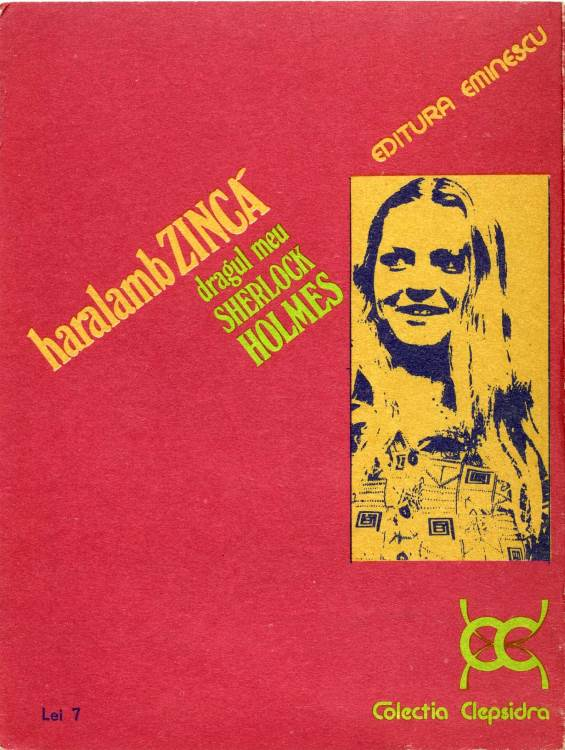 EDITURA EMINESCU
haralamb ZINCĂ
dragul meu
SHERLOCK
HOLMES
Colectia Clepsidra
Lei 7